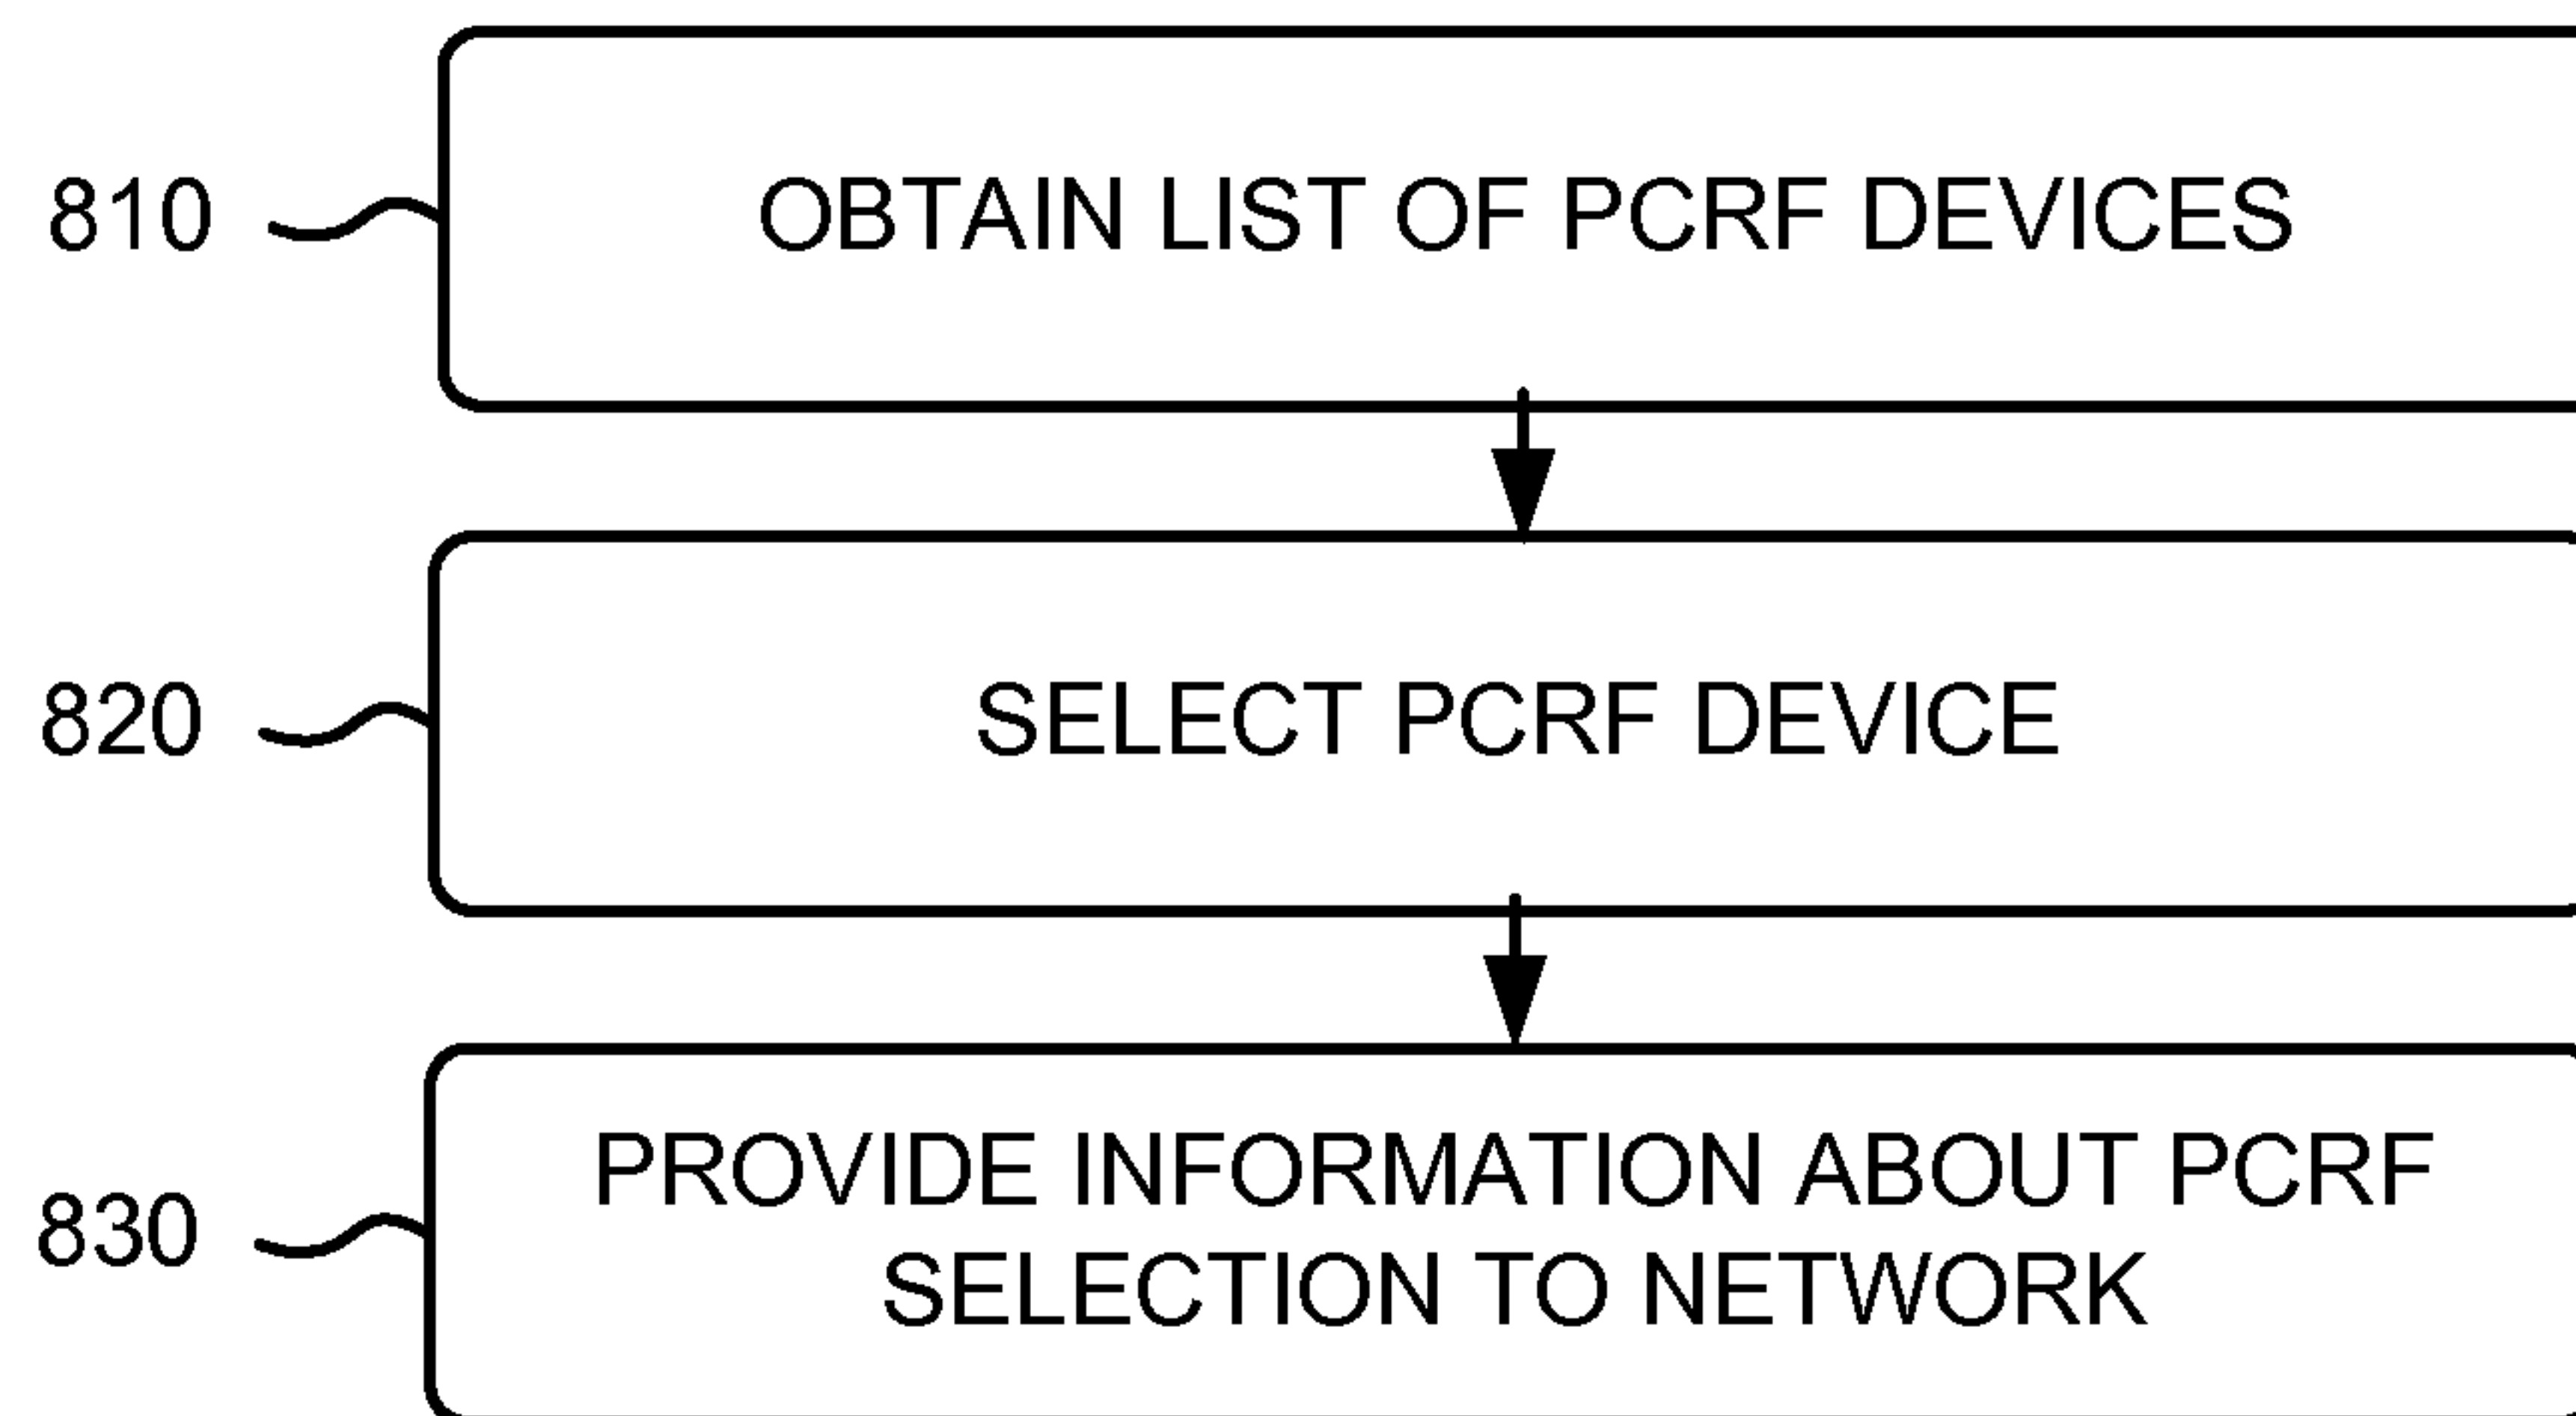 810
OBTAIN LIST OF PCRF DEVICES
820
SELECT PCRF DEVICE
830
PROVIDE INFORMATION ABOUT PCRF
SELECTION TO NETWORK